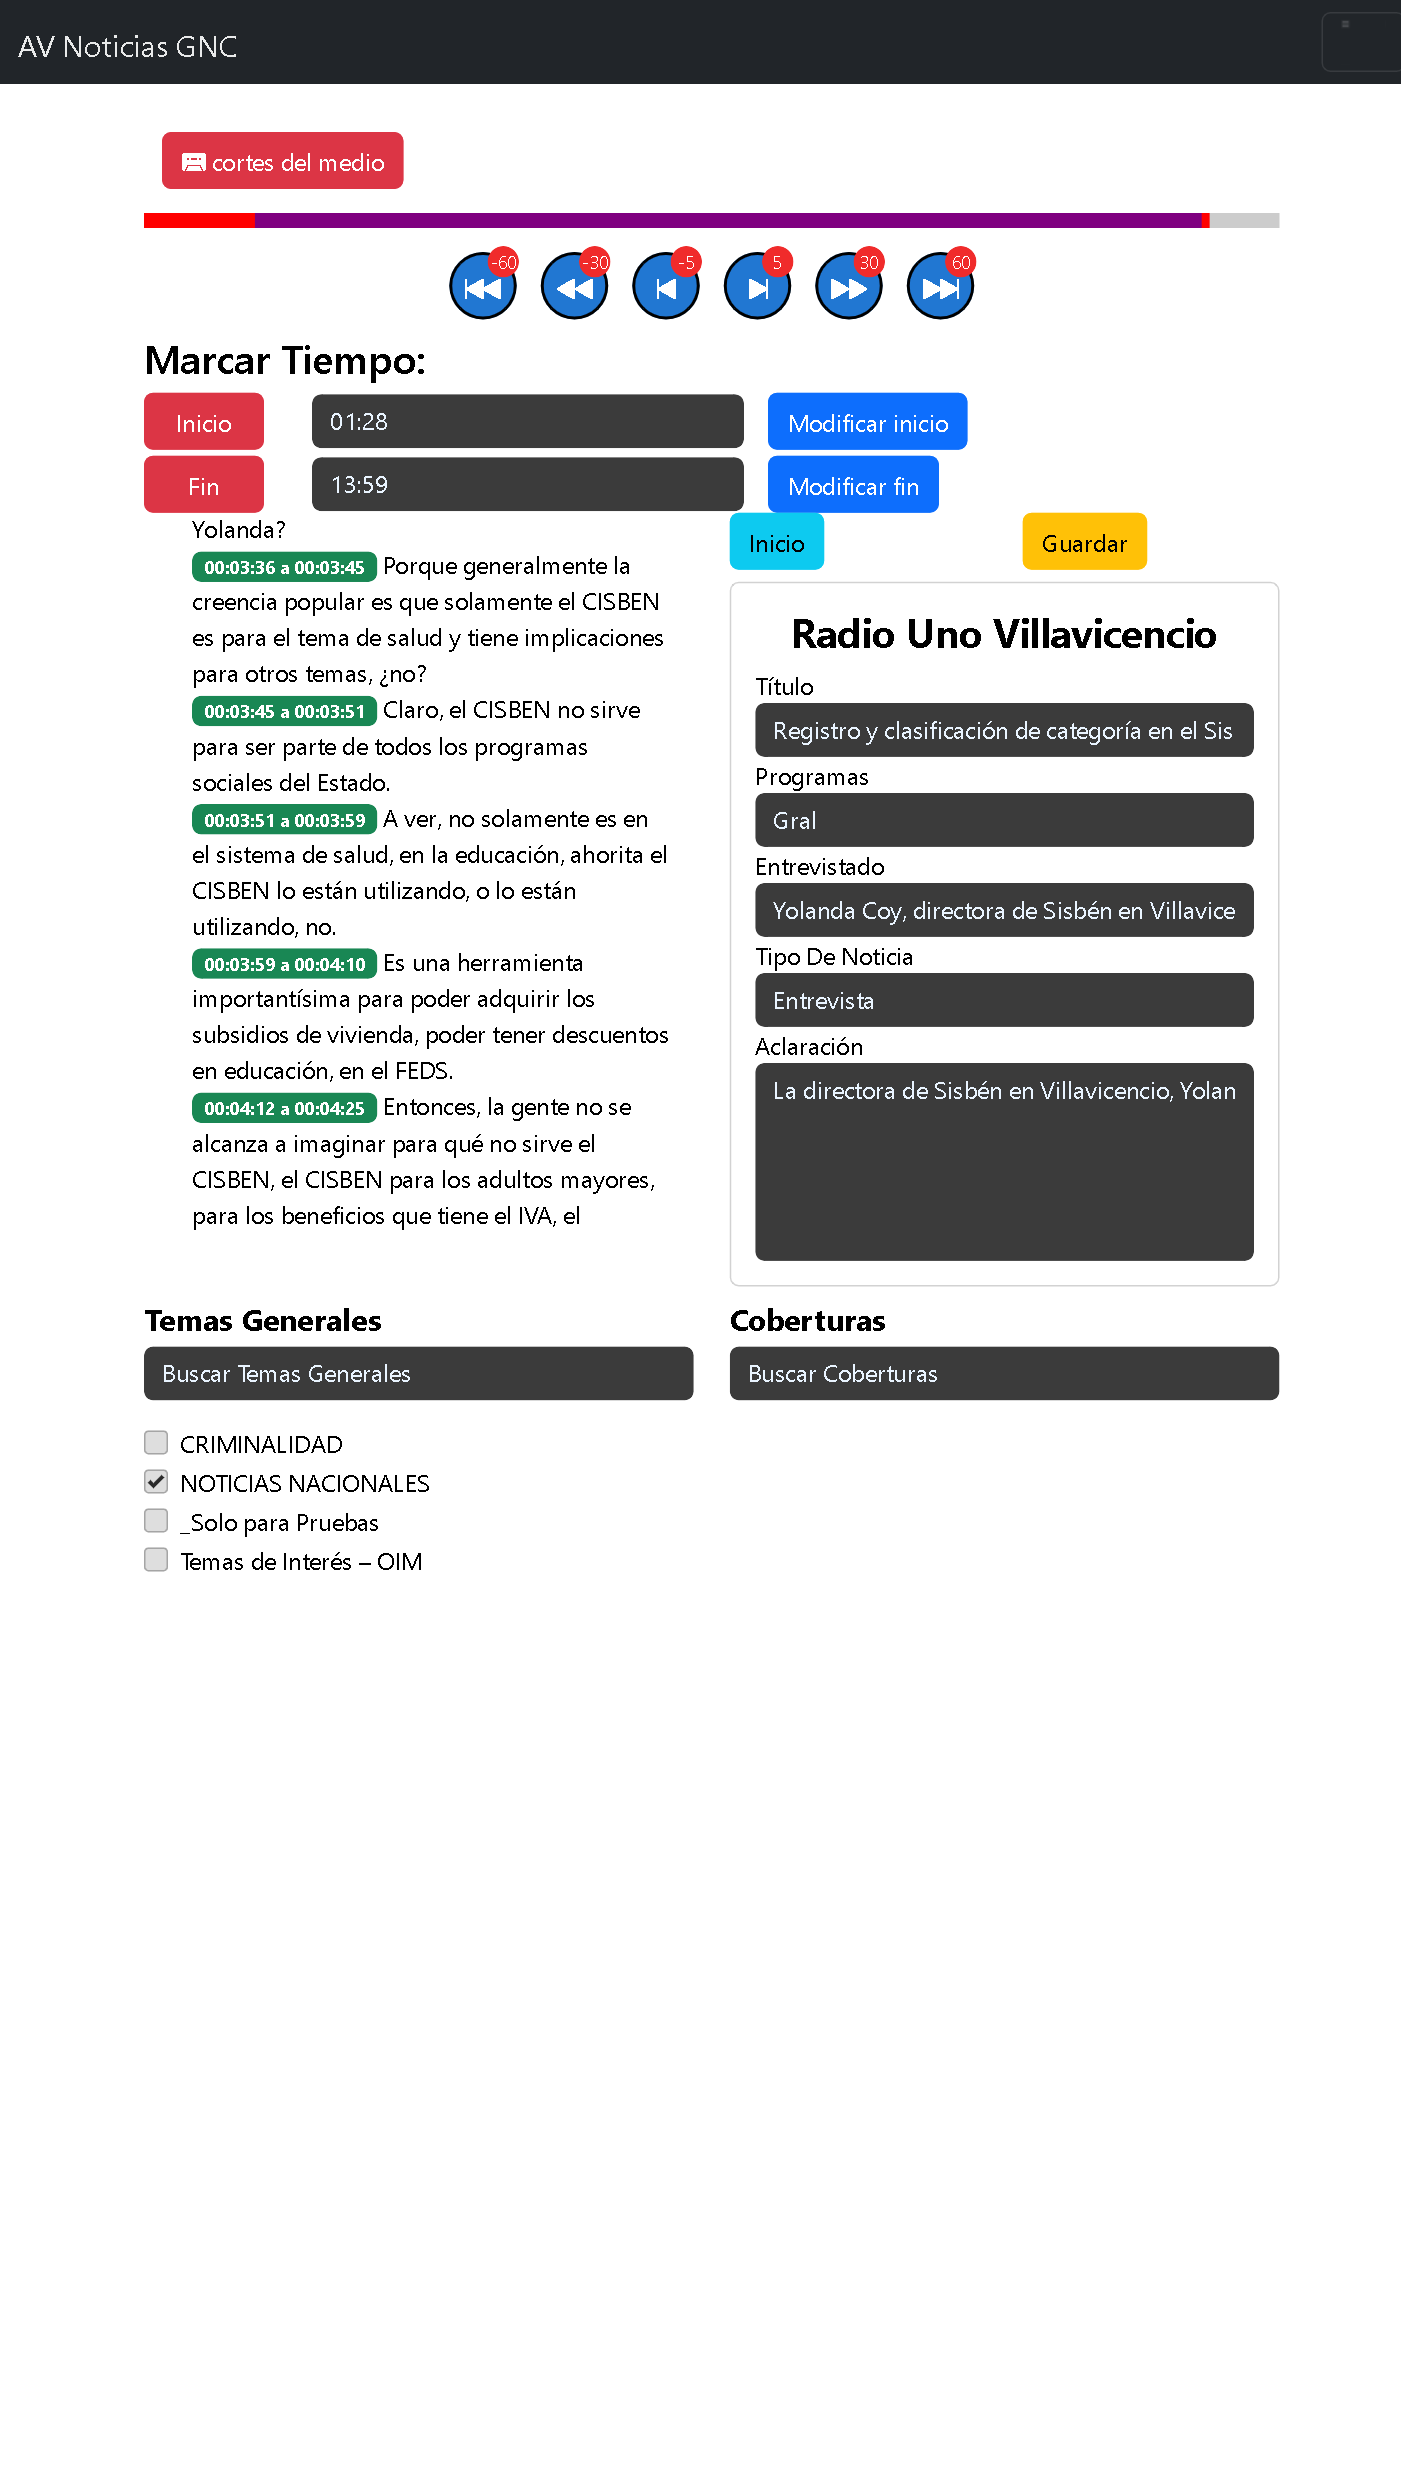 AV Noticias GNC
cortes del medio
-60 -30 -5 5 30 60
Marcar Tiempo:
Inicio 01:28 Modificar inicio
Fin 13:59 Modificar fin
Yolanda?
00:03:36 a 00:03:45 Porque generalmente la
creencia popular es que solamente el CISBEN
es para el tema de salud y tiene implicaciones
para otros temas, ¿no?
00:03:45 a 00:03:51 Claro, el CISBEN no sirve
para ser parte de todos los programas
sociales del Estado.
00:03:51 a 00:03:59 A ver, no solamente es en
el sistema de salud, en la educación, ahorita el
CISBEN lo están utilizando, o lo están
utilizando, no.
00:03:59 a 00:04:10 Es una herramienta
importantísima para poder adquirir los
subsidios de vivienda, poder tener descuentos
en educación, en el FEDS.
00:04:12 a 00:04:25 Entonces, la gente no se
alcanza a imaginar para qué no sirve el
CISBEN, el CISBEN para los adultos mayores,
para los beneficios que tiene el IVA, el
Inicio Guardar
Radio Uno Villavicencio
Título
Registro y clasificación de categoría en el Sis
Programas
Gral
Entrevistado
Yolanda Coy, directora de Sisbén en Villavice
Tipo De Noticia
Entrevista
Aclaración
La directora de Sisbén en Villavicencio, Yolan
Temas Generales
Buscar Temas Generales
CRIMINALIDAD
NOTICIAS NACIONALES
_Solo para Pruebas
Temas de Interés – OIM
Coberturas
Buscar Coberturas